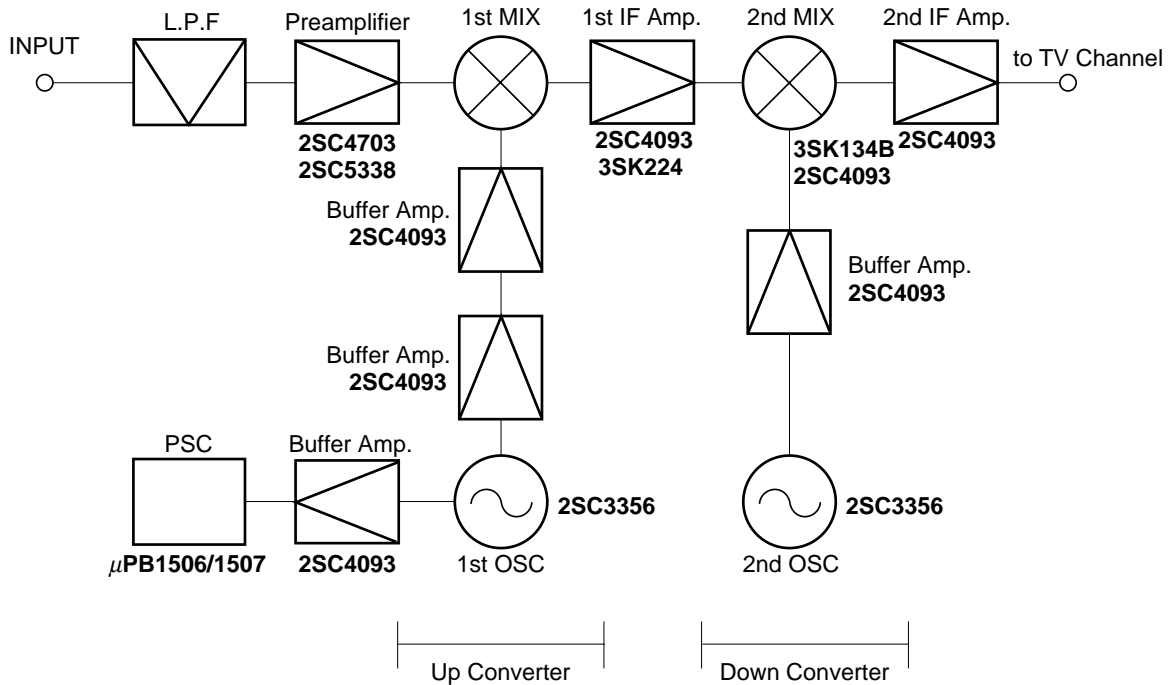 INPUT
L.P.F
Preamplifier
2SC4703
2SC5338
1st MIX
1st IF Amp.
2SC4093
3SK224
2nd MIX
3SK134B
2SC4093
2nd IF Amp.
2SC4093
to TV Channel
Buffer Amp.
2SC4093
Buffer Amp.
2SC4093
Buffer Amp.
2SC4093
PSC
μPB1506/1507
Buffer Amp.
2SC4093
2SC3356
1st OSC
2SC3356
2nd OSC
Up Converter
Down Converter